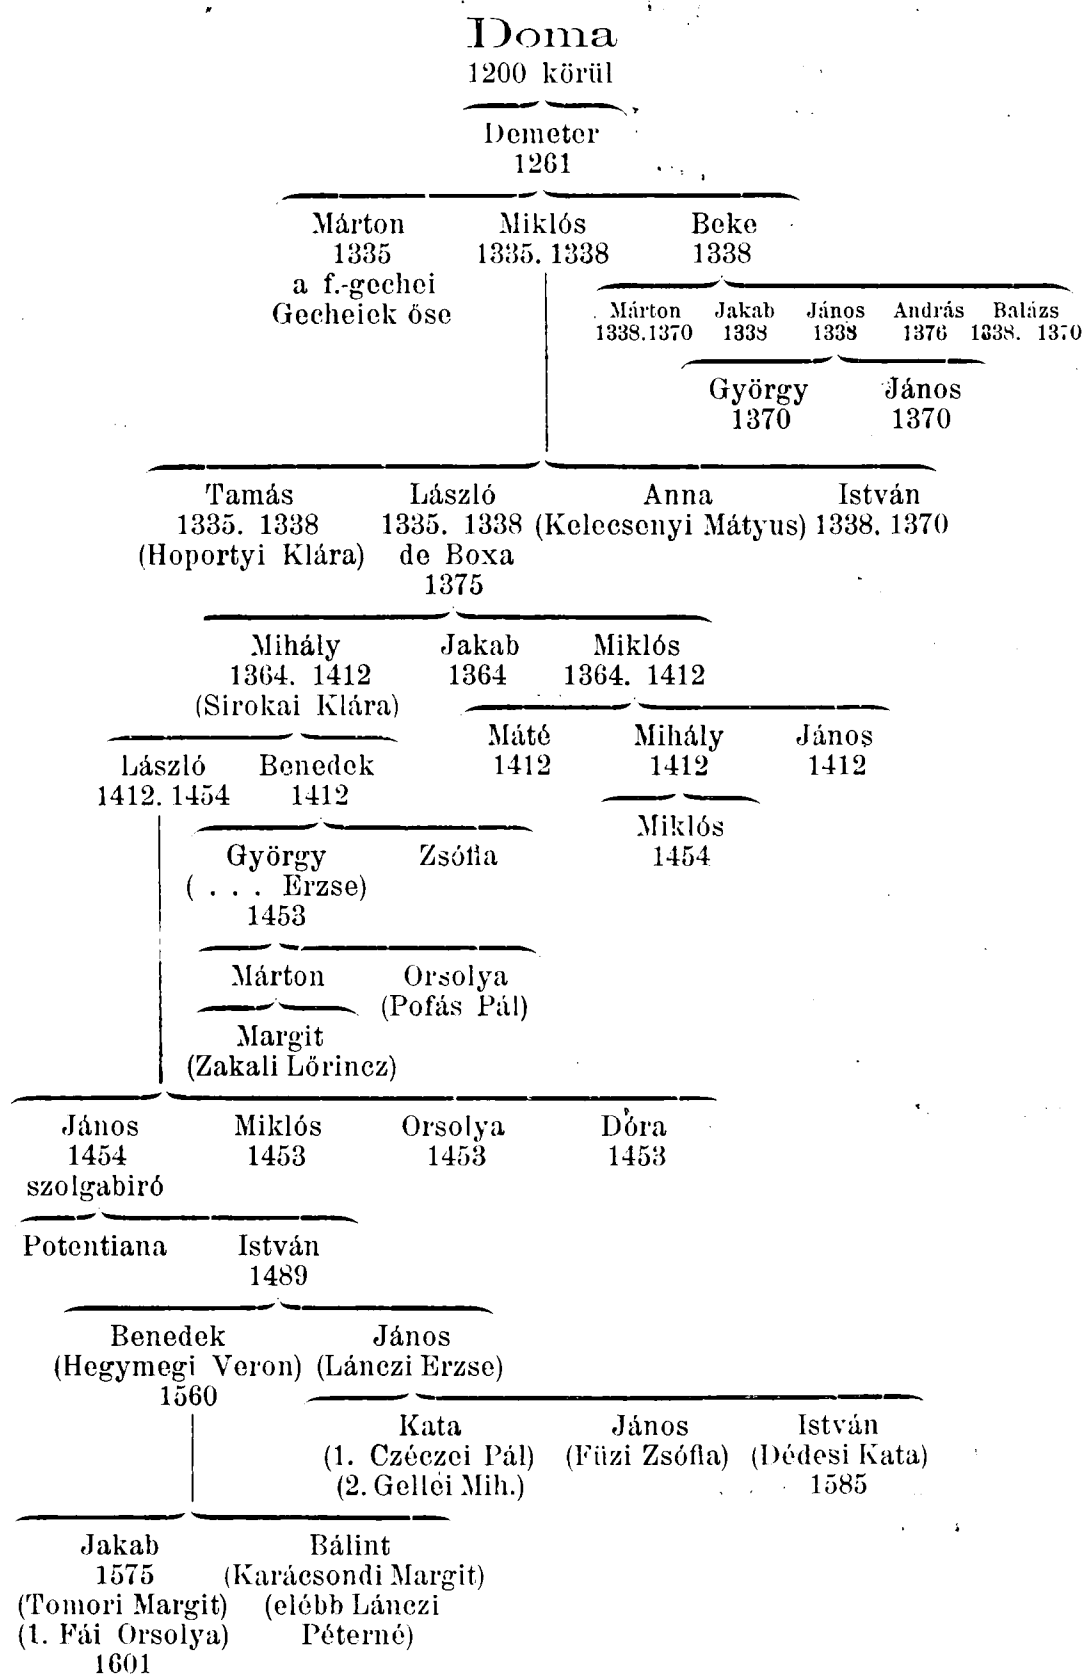 Doma
1200 körül
Demeter
1261
Márton Miklós Beke
1335 1335. 1338 1338
a f.-gechei
Gecheiek őse
Márton Jakab János András Balázs
1338.1370 1338 1338 1376 1338. 1370
György János
1370 1370
Tamás László Anna István
1335. 1338 1335. 1338 (Kelecsenyi Mátyus) 1338. 1370
(Hoportyi Klára) de Boxa
1375
Mihály Jakab Miklós
1364. 1412 1364 1364. 1412
(Sirokai Klára)
Máté Mihály János
1412 1412 1412
László Benedek
1412. 1454 1412
Miklós
1454
György Zsófia
( . . . Erzse)
1453
Márton Orsolya
(Pofás Pál)
Margit
(Zakali Lőrincz)
János Miklós Orsolya Dóra
1454 1453 1453 1453
szolgabiró
Potentiana István
1489
Benedek János
(Hegymegi Veron) (Lánczi Erzse)
1560
Kata János István
(1. Czéczei Pál) (Füzi Zsófia) (Dédesi Kata)
(2. Gellei Mih.) 1585
Jakab Bálint
1575 (Karácsondi Margit)
(Tomori Margit) (elébb Lánczi
(1. Fái Orsolya) Péterné)
1601